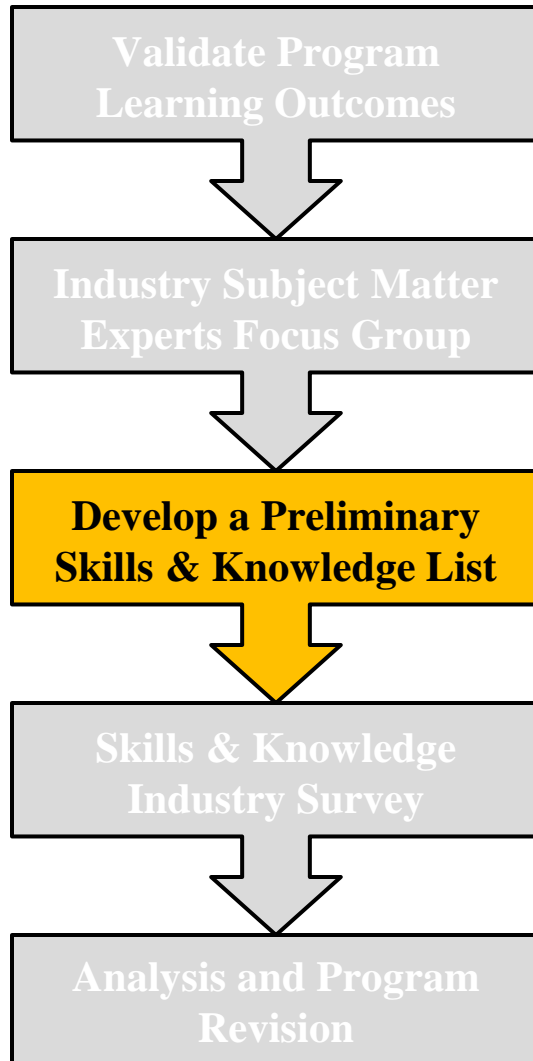 Validate Program
Learning Outcomes
Industry Subject Matter
Experts Focus Group
Develop a Preliminary
Skills & Knowledge List
Skills & Knowledge
Industry Survey
Analysis and Program
Revision